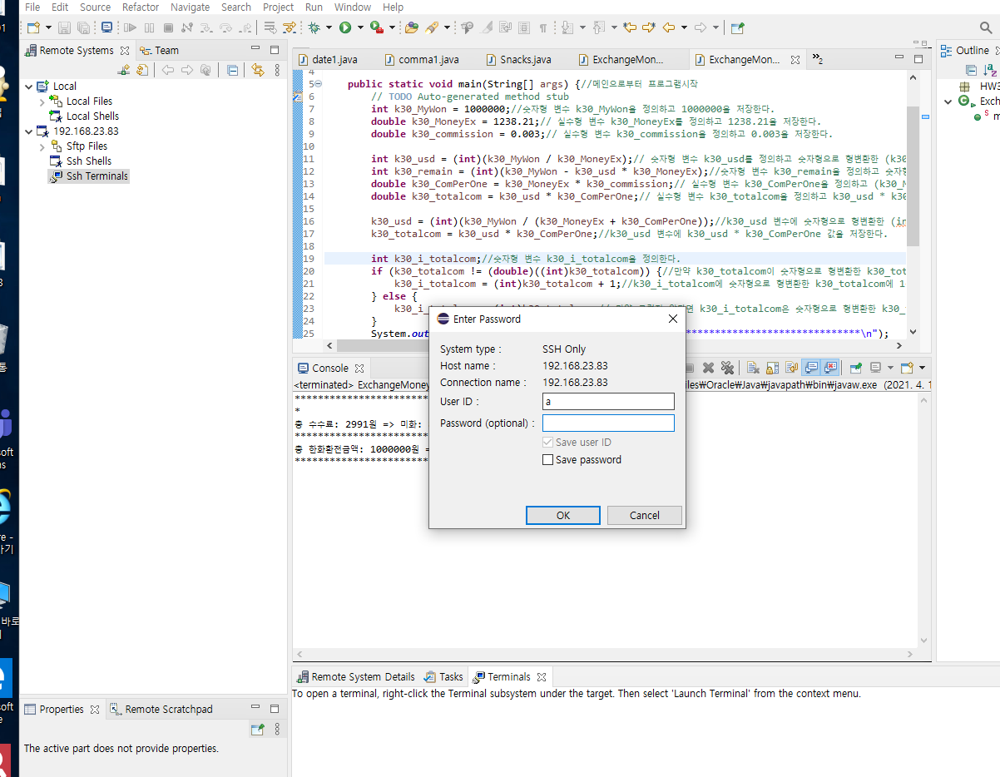 File Edit Source Refactor Navigate Search Project Run Window Help
Remote Systems Team
Local
Local Files
Local Shells
192.168.23.83
Sftp Files
Ssh Shells
Ssh Terminals
date1.java comma1.java Snacks.java ExchangeMon... ExchangeMon... »2
4
5 public static void main(String[] args) {//메인으로부터 프로그램시작
6 // TODO Auto-generated method stub
7 int k30_MyWon = 1000000;//숫자형 변수 k30_MyWon을 정의하고 1000000을 저장한다.
8 double k30_MoneyEx = 1238.21;// 실수형 변수 k30_MoneyEx를 정의하고 1238.21을 저장한다.
9 double k30_commission = 0.003;// 실수형 변수 k30_commission을 정의하고 0.003을 저장한다.
10
11 int k30_usd = (int)(k30_MyWon / k30_MoneyEx);// 숫자형 변수 k30_usd를 정의하고 숫자형으로 형변환한 (k30
12 int k30_remain = (int)(k30_MyWon - k30_usd * k30_MoneyEx);//숫자형 변수 k30_remain을 정의하고 숫자형
13 double k30_ComPerOne = k30_MoneyEx * k30_commission;// 실수형 변수 k30_ComPerOne을 정의하고 (k30_M
14 double k30_totalcom = k30_usd * k30_ComPerOne;// 실수형 변수 k30_totalcom을 정의하고 k30_usd * k30
15
16 k30_usd = (int)(k30_MyWon / (k30_MoneyEx + k30_ComPerOne));//k30_usd 변수에 숫자형으로 형변환한 (in
17 k30_totalcom = k30_usd * k30_ComPerOne;//k30_usd 변수에 k30_usd * k30_ComPerOne 값을 저장한다.
18
19 int k30_i_totalcom;//숫자형 변수 k30_i_totalcom을 정의한다.
20 if (k30_totalcom != (double)((int)k30_totalcom)) {//만약 k30_totalcom이 숫자형으로 형변환한 k30_tot
21 k30_i_totalcom = (int)k30_totalcom + 1;//k30_i_totalcom에 숫자형으로 형변환한 k30_totalcom에 1
22 } else {
23 k30_i k30_i_totalcom은 숫자형으로 형변환한 k30_
24 }
25 System.out ******************************\n");
Enter Password
System type : SSH Only
Host name : 192.168.23.83
Connection name : 192.168.23.83
User ID : a
Password (optional) :
Save user ID
Save password
OK Cancel
Console
<terminated> ExchangeMoney iles₩Oracle₩Java₩javapath₩bin₩javaw.exe (2021. 4. 1
***********************
*
총 수수료: 2991원 => 미화:
***********************
총 한화환전금액: 1000000원 =
***********************
Outline
HW3
Exch
m
Remote System Details Tasks Terminals
To open a terminal, right-click the Terminal subsystem under the target. Then select 'Launch Terminal' from the context menu.
Properties Remote Scratchpad
The active part does not provide properties.